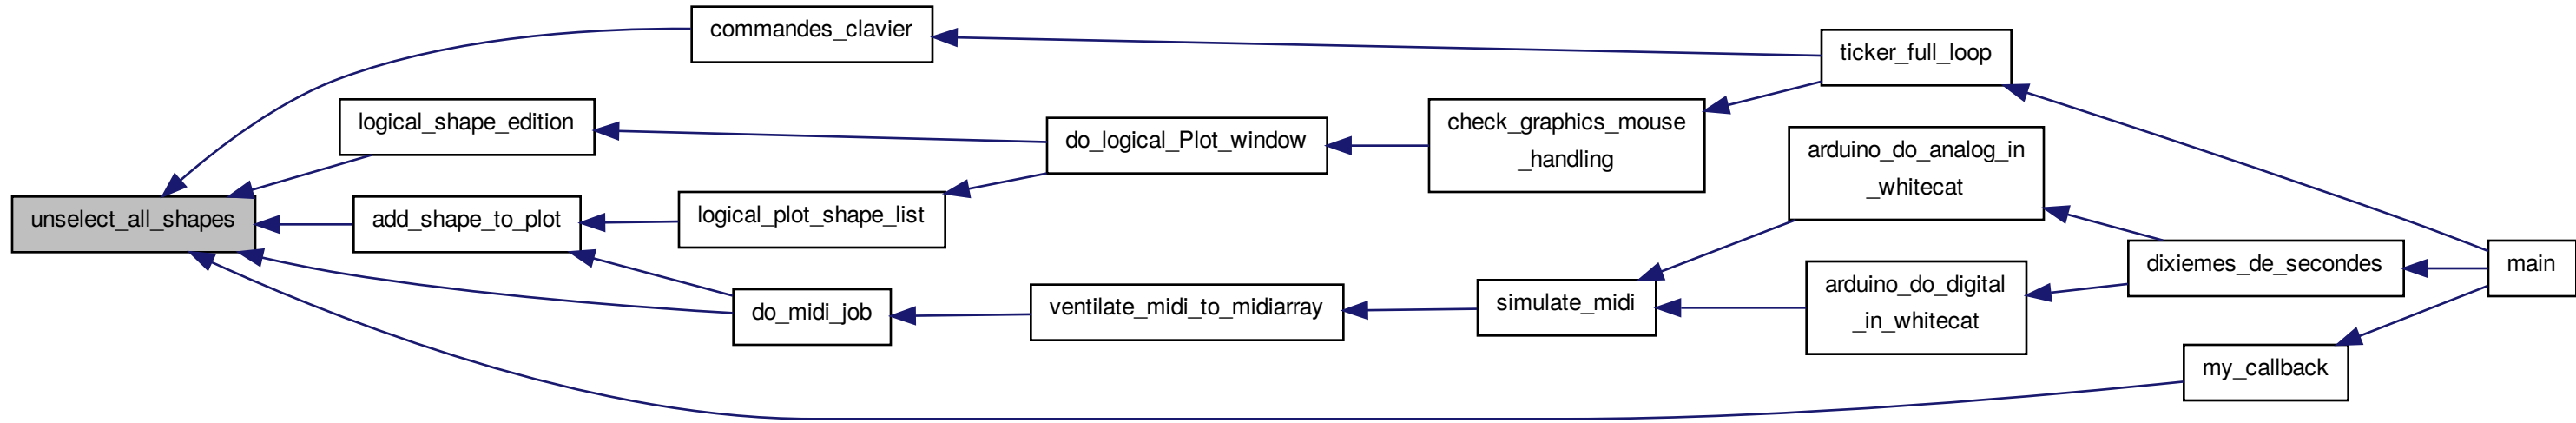 commandes_clavier
ticker_full_loop
logical_shape_edition
do_logical_Plot_window
check_graphics_mouse
_handling
arduino_do_analog_in
_whitecat
unselect_all_shapes
add_shape_to_plot
logical_plot_shape_list
dixiemes_de_secondes
main
do_midi_job
ventilate_midi_to_midiarray
simulate_midi
arduino_do_digital
_in_whitecat
my_callback